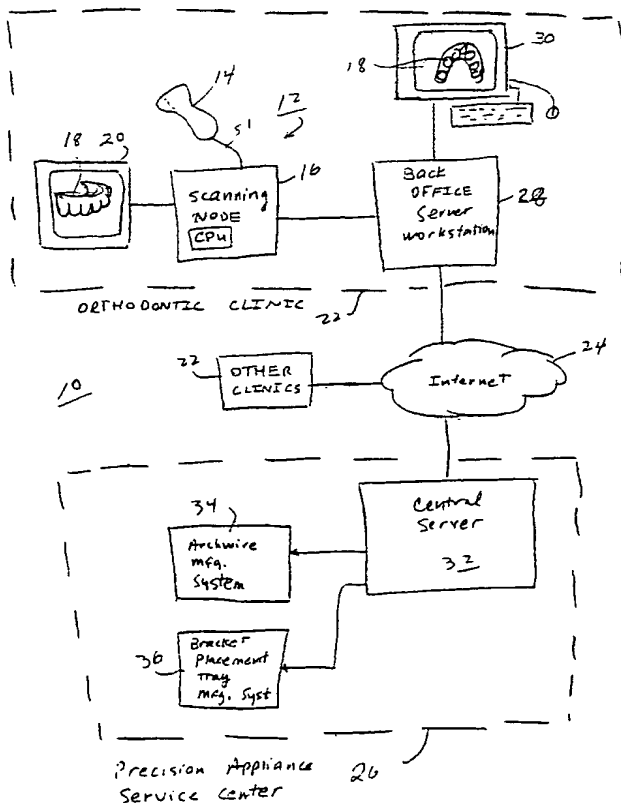 30
18
14
12
51
16
18
20
Scanning
NODE
CPU
Back
OFFICE
Server
Workstation
28
ORTHODONTIC CLINIC
22
24
22
OTHER
CLINICS
Internet
10
34
Archwire
mfg.
System
Central
Server
32
36
Bracket
Placement
Tray
mfg. Syst
Precision Appliance
Service Center
26